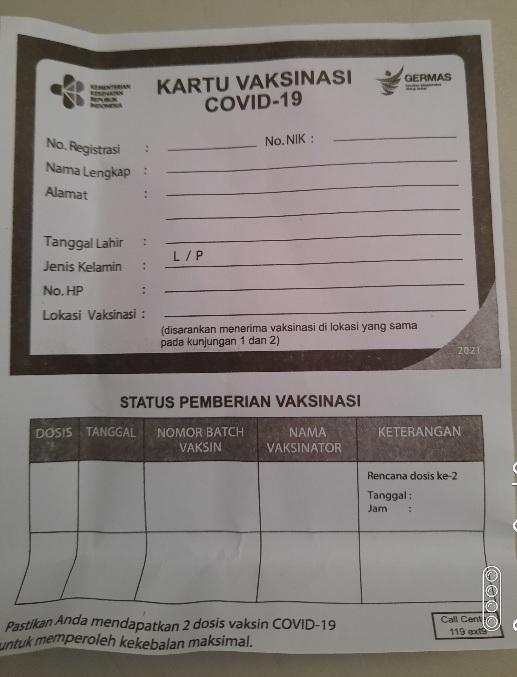 KEMENTERIAN
KESEHATAN
REPUBLIK
INDONESIA
KARTU VAKSINASI
COVID-19
GERMAS
No. Registrasi : No.NIK :
Nama Lengkap :
Alamat :
Tanggal Lahir :
Jenis Kelamin : L / P
No. HP :
Lokasi Vaksinasi :
(disarankan menerima vaksinasi di lokasi yang sama
pada kunjungan 1 dan 2)
2021
STATUS PEMBERIAN VAKSINASI
DOSIS TANGGAL NOMOR BATCH VAKSIN NAMA VAKSINATOR KETERANGAN
Rencana dosis ke-2
Tanggal :
Jam :
Pastikan Anda mendapatkan 2 dosis vaksin COVID-19
untuk memperoleh kekebalan maksimal.
Call Cent
119 ext9